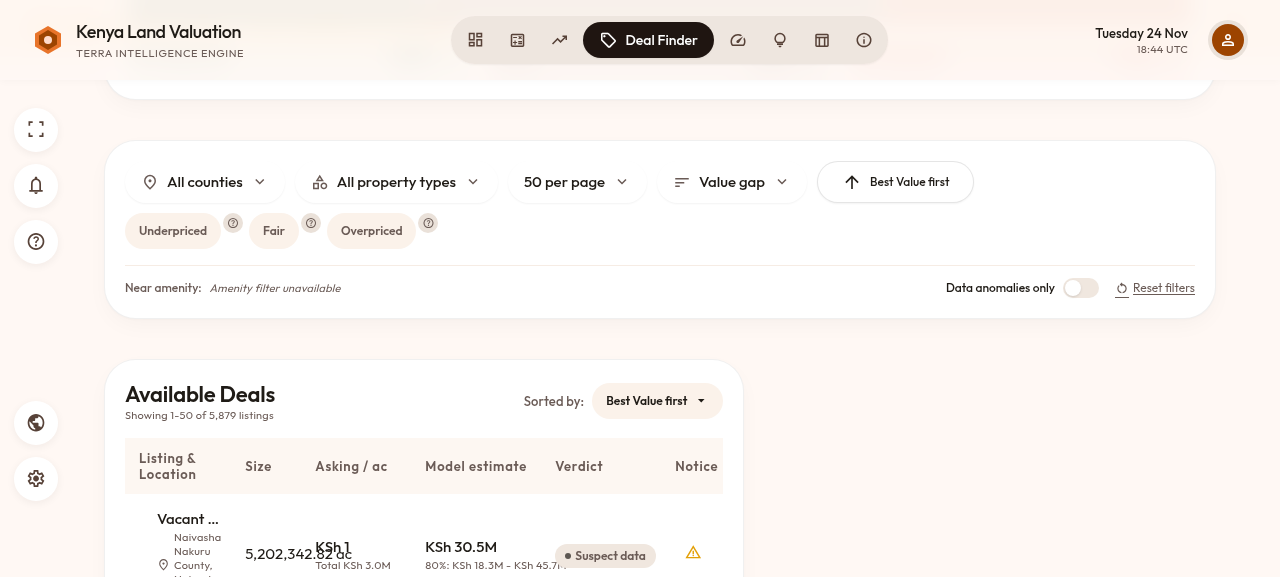 Kenya Land Valuation
TERRA INTELLIGENCE ENGINE
Deal Finder
Tuesday 24 Nov
18:44 UTC
All counties
All property types
50 per page
Value gap
Best Value first
Underpriced
Fair
Overpriced
Near amenity: Amenity filter unavailable
Data anomalies only
Reset filters
Available Deals
Showing 1-50 of 5,879 listings
Sorted by: Best Value first
Listing & Location
Size
Asking / ac
Model estimate
Verdict
Notice
Vacant ...
Naivasha
Nakuru
County,
5,202,342.82 ac
KSh 1
Total KSh 3.0M
KSh 30.5M
80%: KSh 18.3M - KSh 45.7M
Suspect data